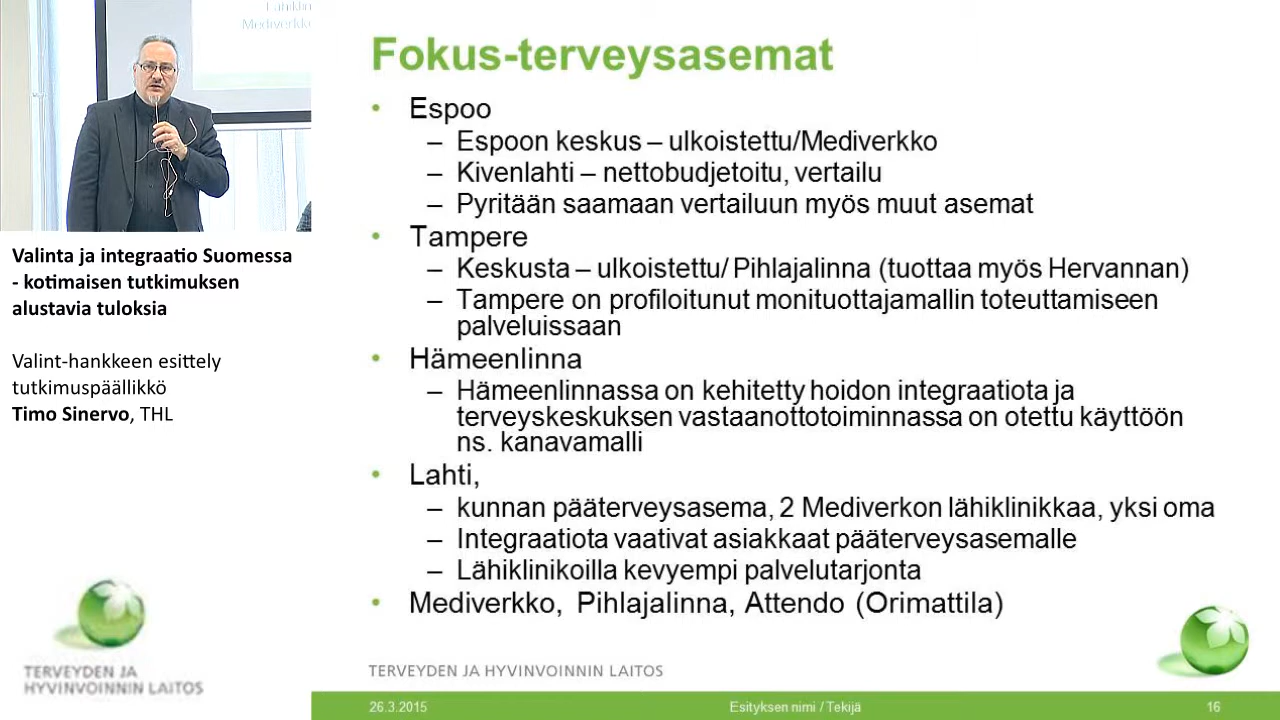 Mediverkko
Valinta ja integraatio Suomessa
- kotimaisen tutkimuksen
alustavia tuloksia
Valint-hankkeen esittely
tutkimuspäällikkö
Timo Sinervo, THL
TERVEYDEN JA
HYVINVOINNIN LAITOS
Fokus-terveysasemat
• Espoo
– Espoon keskus – ulkoistettu/Mediverkko
– Kivenlahti – nettobudjetoitu, vertailu
– Pyritään saamaan vertailuun myös muut asemat
• Tampere
– Keskusta – ulkoistettu/ Pihlajalinna (tuottaa myös Hervannan)
– Tampere on profiloitunut monituottajamallin toteuttamiseen
palveluissaan
• Hämeenlinna
– Hämeenlinnassa on kehitetty hoidon integraatiota ja
terveyskeskuksen vastaanottotoiminnassa on otettu käyttöön
ns. kanavamalli
• Lahti,
– kunnan pääterveysasema, 2 Mediverkon lähiklinikkaa, yksi oma
– Integraatiota vaativat asiakkaat pääterveysasemalle
– Lähiklinikoilla kevyempi palvelutarjonta
• Mediverkko, Pihlajalinna, Attendo (Orimattila)
TERVEYDEN JA HYVINVOINNIN LAITOS
26.3.2015 Esityksen nimi / Tekijä 16